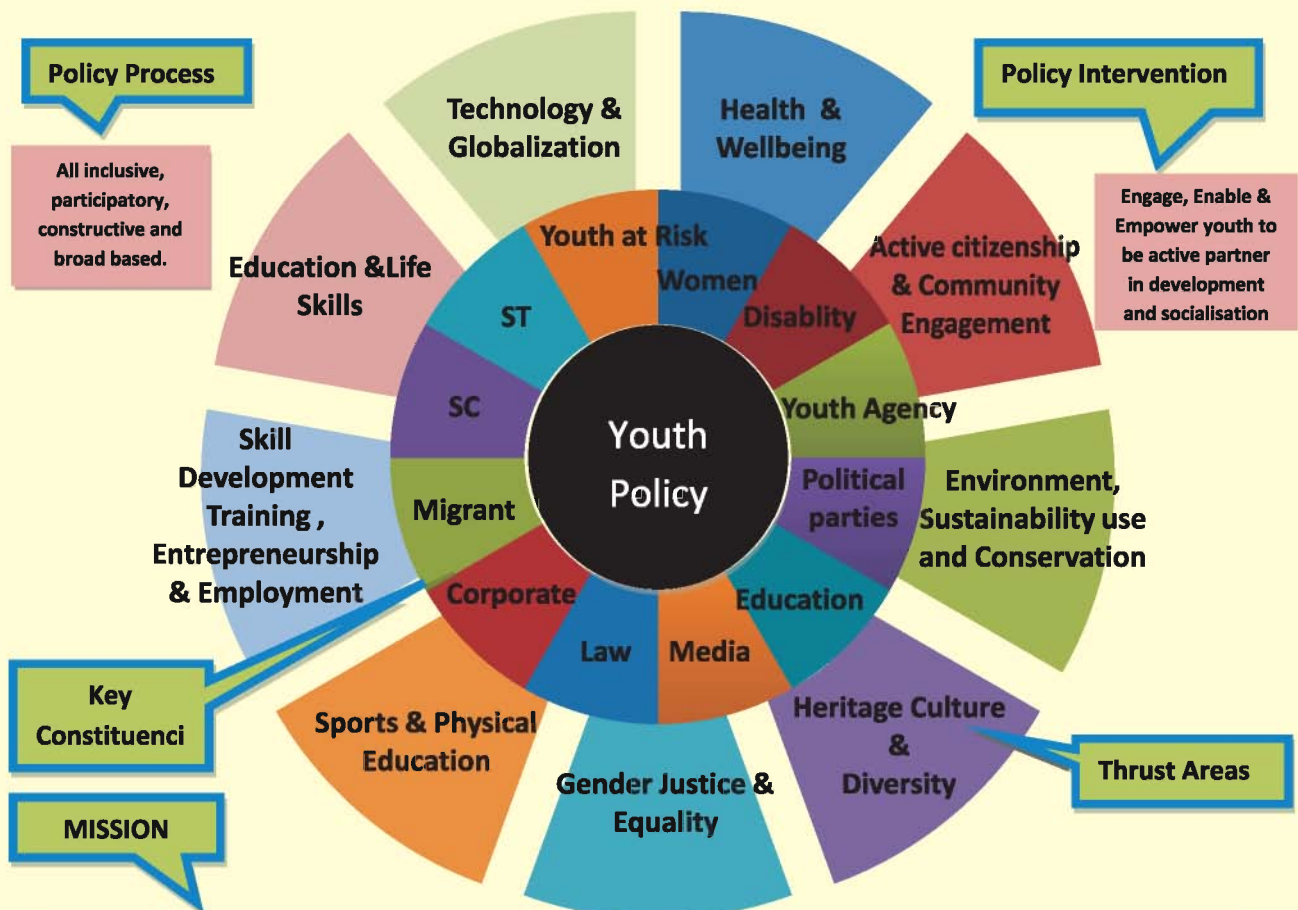 Policy Process
All inclusive,
participatory,
constructive and
broad based.
Policy Intervention
Engage, Enable &
Empower youth to
be active partner
in development
and socialisation
Technology &
Globalization
Health &
Wellbeing
Active citizenship
& Community
Engagement
Environment,
Sustainability use
and Conservation
Heritage Culture
&
Diversity
Gender Justice &
Equality
Sports & Physical
Education
Skill
Development
Training ,
Entrepreneurship
& Employment
Education &Life
Skills
Youth at Risk
Women
Disablity
Youth Agency
Political
parties
Education
Media
Law
Corporate
Migrant
SC
ST
Youth
Policy
Key
Constituenci
MISSION
Thrust Areas